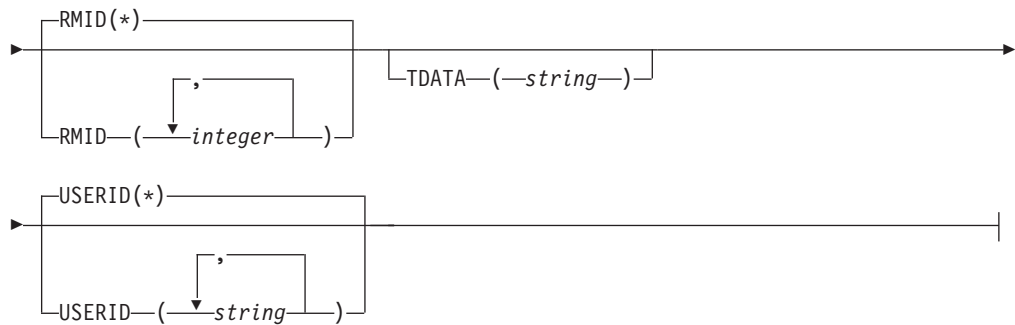 RMID(*)
TDATA ( string )
,
RMID ( integer )
USERID(*)
,
USERID ( string )